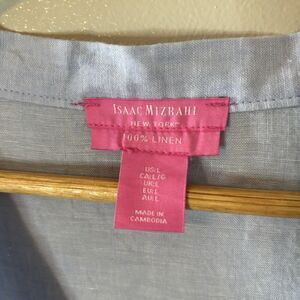 ISAAC MIZRAHI
NEW YORK
100% LINEN
US:L
CA:L/G
UK:L
EU:L
AU:L
MADE IN
CAMBODIA